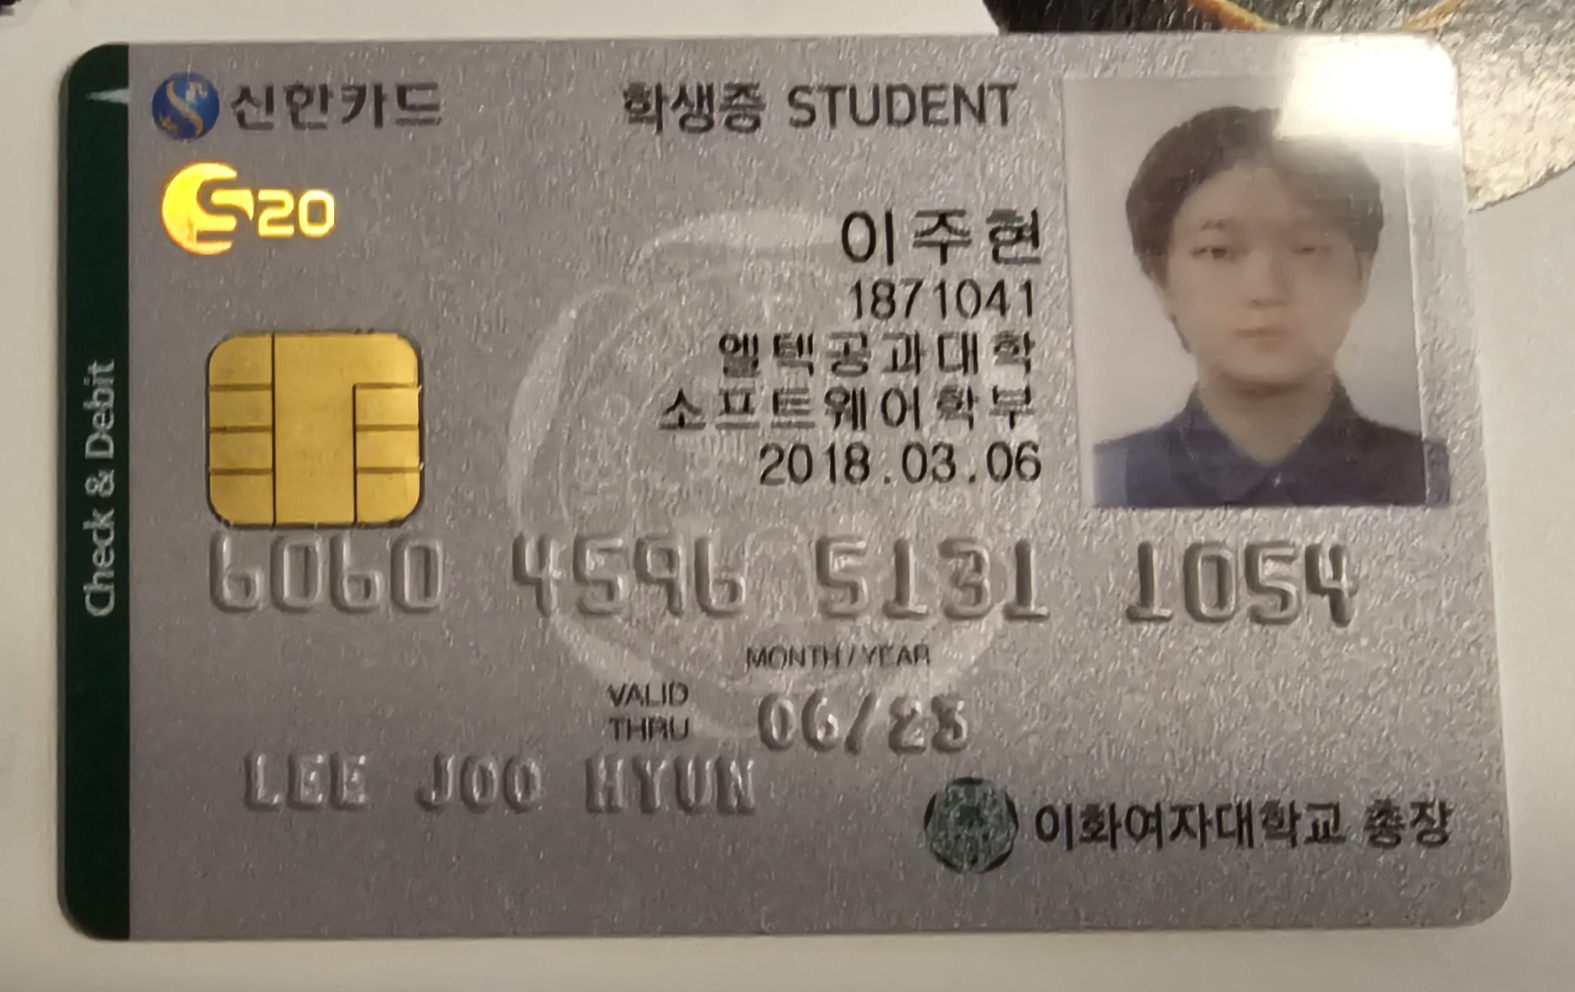 신한카드
학생증 STUDENT
S20
이주현
1871041
엘텍공과대학
소프트웨어학부
2018.03.06
Check & Debit
6060 4596 5131 1054
MONTH/YEAR
VALID
THRU
LEE JOO HYUN
이화여자대학교 총장